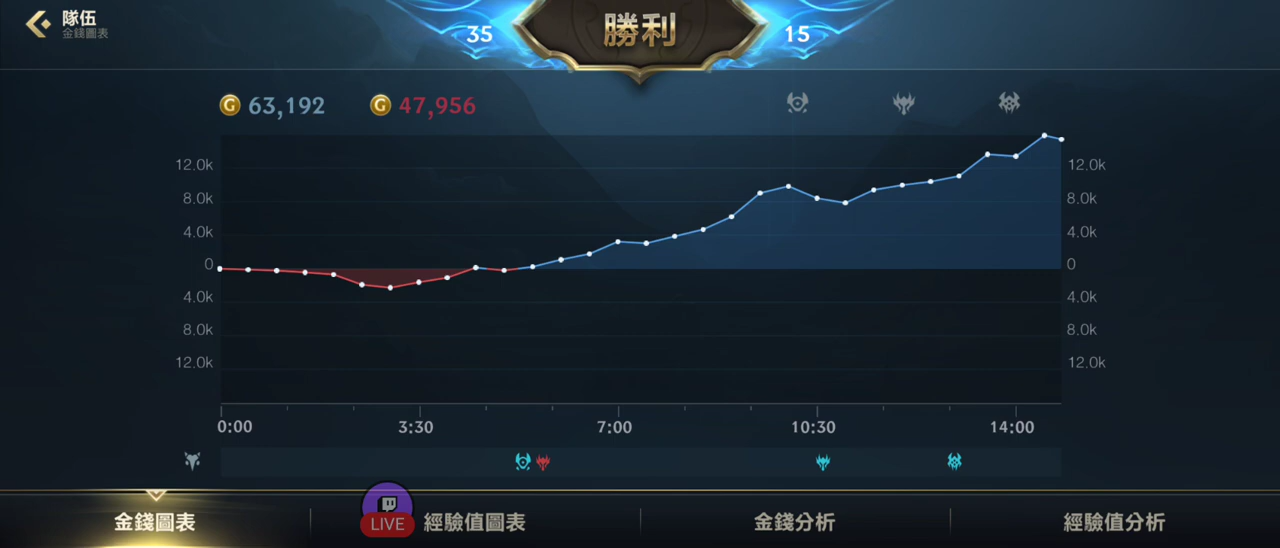 隊伍
金錢圖表
35
勝利
15
G 63,192
G 47,956
12.0k
8.0k
4.0k
0
4.0k
8.0k
12.0k
12.0k
8.0k
4.0k
0
4.0k
8.0k
12.0k
0:00
3:30
7:00
10:30
14:00
金錢圖表
LIVE
經驗值圖表
金錢分析
經驗值分析